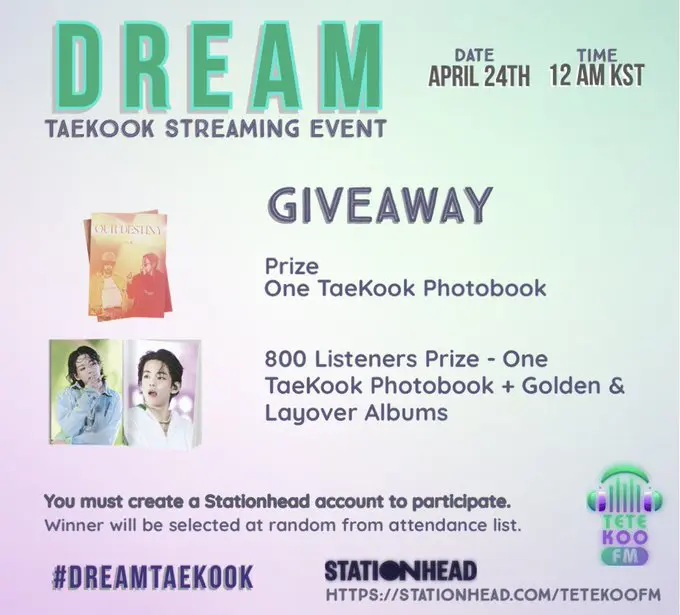 DREAM
TAEKOOK STREAMING EVENT
DATE
APRIL 24TH
TIME
12 AM KST
GIVEAWAY
OUR DESTINY
Prize
One TaeKook Photobook
800 Listeners Prize - One
TaeKook Photobook + Golden &
Layover Albums
You must create a Stationhead account to participate.
Winner will be selected at random from attendance list.
#DREAMTAEKOOK
STATIONHEAD
HTTPS://STATIONHEAD.COM/TETEKOOFM
TETE
KOO
FM